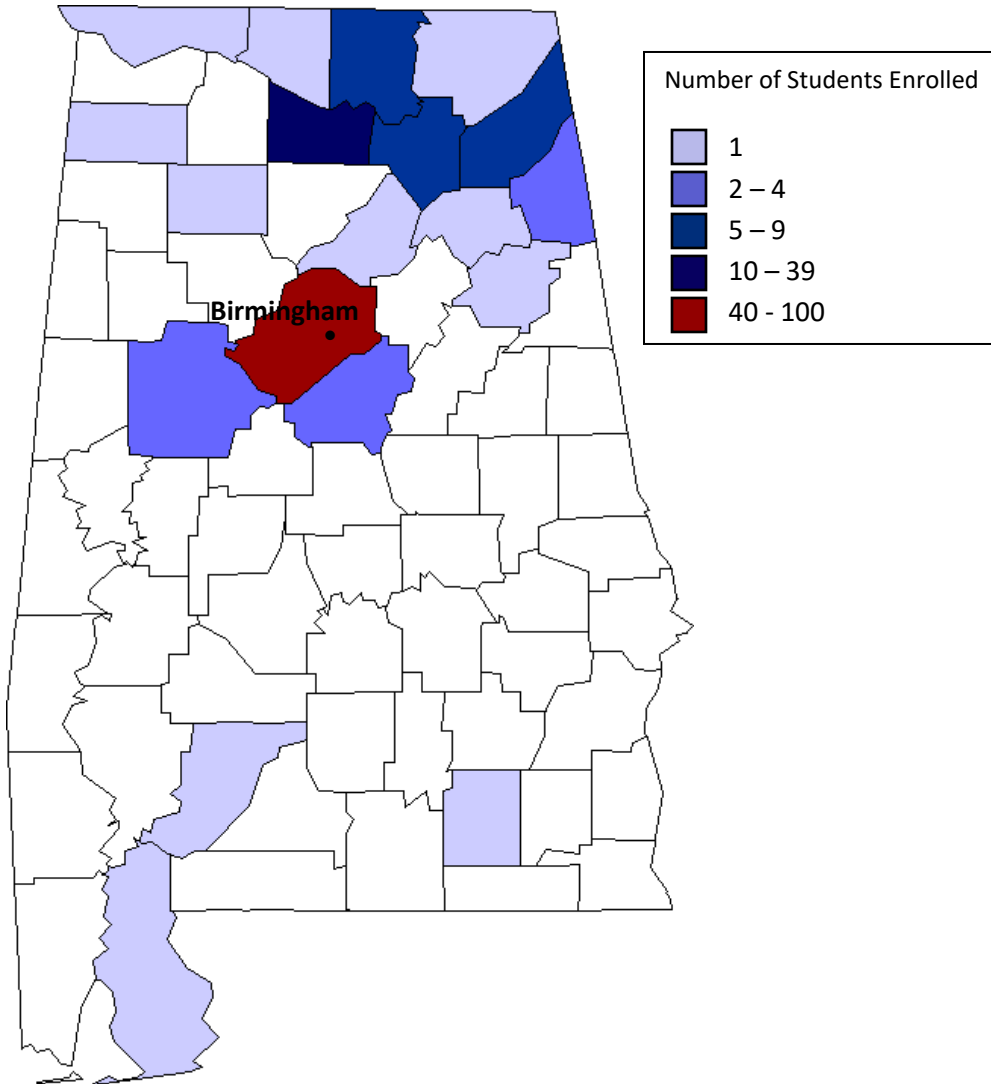 Number of Students Enrolled
1
2 – 4
5 – 9
10 – 39
40 - 100
Birmingham